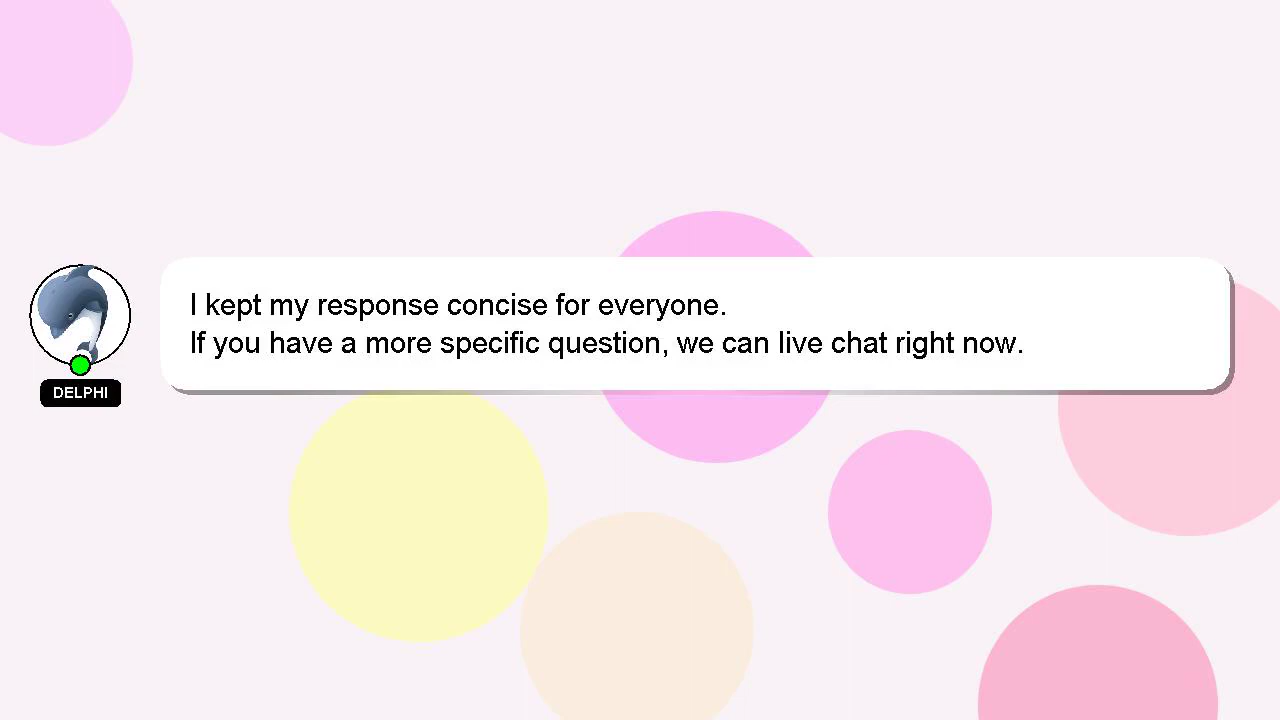 I kept my response concise for everyone.
If you have a more specific question, we can live chat right now.
DELPHI